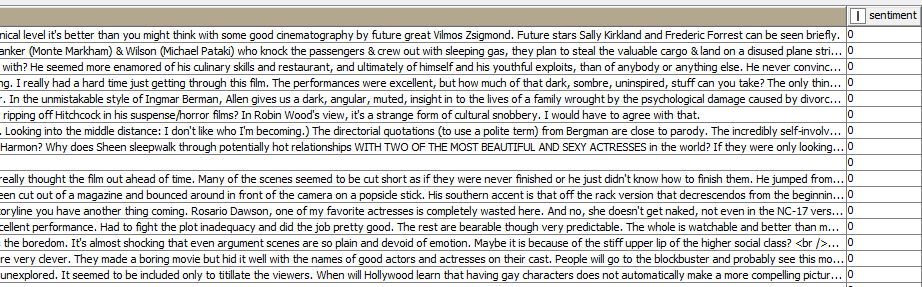 I sentiment
nical level it's better than you might think with some good cinematography by future great Vilmos Zsigmond. Future stars Sally Kirkland and Frederic Forrest can be seen briefly. 0
anker (Monte Markham) & Wilson (Michael Pataki) who knock the passengers & crew out with sleeping gas, they plan to steal the valuable cargo & land on a disused plane stri... 0
with? He seemed more enamored of his culinary skills and restaurant, and ultimately of himself and his youthful exploits, than of anybody or anything else. He never convinc... 0
ng. I really had a hard time just getting through this film. The performances were excellent, but how much of that dark, sombre, uninspired, stuff can you take? The only thin... 0
r. In the unmistakable style of Ingmar Berman, Allen gives us a dark, angular, muted, insight in to the lives of a family wrought by the psychological damage caused by divorc... 0
ripping off Hitchcock in his suspense/horror films? In Robin Wood's view, it's a strange form of cultural snobbery. I would have to agree with that. 0
. Looking into the middle distance: I don't like who I'm becoming.) The directorial quotations (to use a polite term) from Bergman are close to parody. The incredibly self-involv... 0
Harmon? Why does Sheen sleepwalk through potentially hot relationships WITH TWO OF THE MOST BEAUTIFUL AND SEXY ACTRESSES in the world? If they were only looking... 0
0
really thought the film out ahead of time. Many of the scenes seemed to be cut short as if they were never finished or he just didn't know how to finish them. He jumped from... 0
een cut out of a magazine and bounced around in front of the camera on a popsicle stick. His southern accent is that off the rack version that decrescendos from the beginnin... 0
toryline you have another thing coming. Rosario Dawson, one of my favorite actresses is completely wasted here. And no, she doesn't get naked, not even in the NC-17 vers... 0
cellent performance. Had to fight the plot inadequacy and did the job pretty good. The rest are bearable though very predictable. The whole is watchable and better than m... 0
s the boredom. It's almost shocking that even argument scenes are so plain and devoid of emotion. Maybe it is because of the stiff upper lip of the higher social class? <br />... 0
re very clever. They made a boring movie but hid it well with the names of good actors and actresses on their cast. People will go to the blockbuster and probably see this mo... 0
unexplored. It seemed to be included only to titillate the viewers. When will Hollywood learn that having gay characters does not automatically make a more compelling pictur... 0